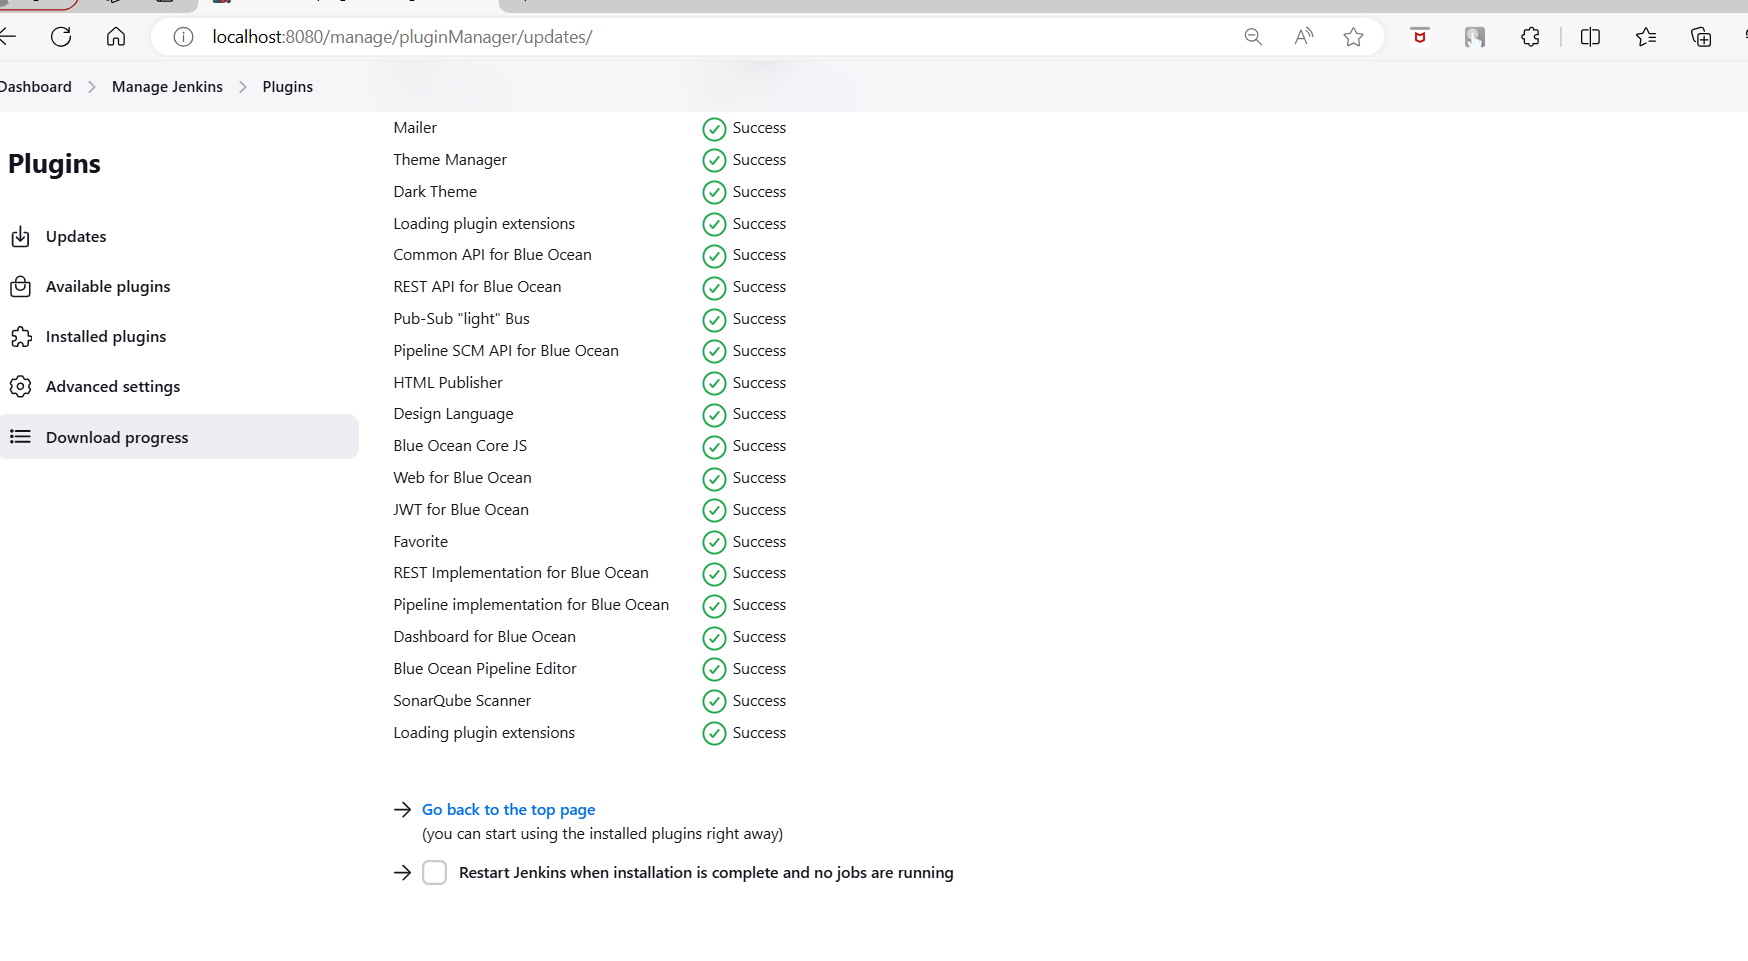 localhost:8080/manage/pluginManager/updates/
Dashboard
Manage Jenkins
Plugins
Plugins
Updates
Available plugins
Installed plugins
Advanced settings
Download progress
Mailer Success
Theme Manager Success
Dark Theme Success
Loading plugin extensions Success
Common API for Blue Ocean Success
REST API for Blue Ocean Success
Pub-Sub "light" Bus Success
Pipeline SCM API for Blue Ocean Success
HTML Publisher Success
Design Language Success
Blue Ocean Core JS Success
Web for Blue Ocean Success
JWT for Blue Ocean Success
Favorite Success
REST Implementation for Blue Ocean Success
Pipeline implementation for Blue Ocean Success
Dashboard for Blue Ocean Success
Blue Ocean Pipeline Editor Success
SonarQube Scanner Success
Loading plugin extensions Success
Go back to the top page
(you can start using the installed plugins right away)
Restart Jenkins when installation is complete and no jobs are running